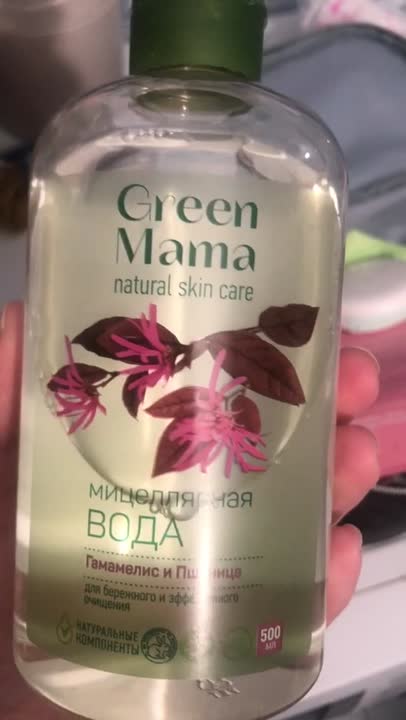 Green
Mama
natural skin care
мицеллярная
ВОДА
Гамамелис и Пшеница
для бережного и эффективного
очищения
НАТУРАЛЬНЫЕ
КОМПОНЕНТЫ
500
мл